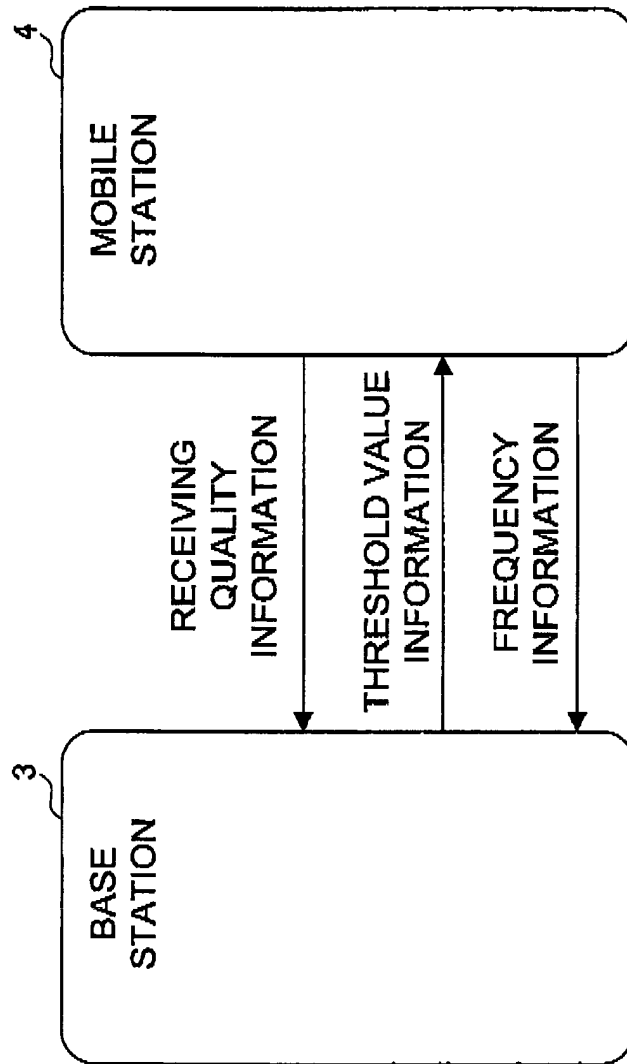 3
BASE
STATION
RECEIVING
QUALITY
INFORMATION
THRESHOLD VALUE
INFORMATION
FREQUENCY
INFORMATION
4
MOBILE
STATION